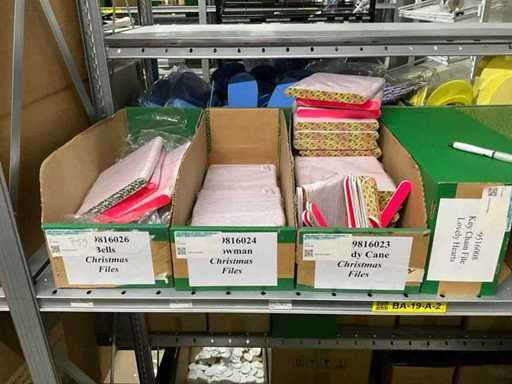 9816026
Bells
Christmas
Files
9816024
owman
Christmas
Files
9816023
dy Cane
Christmas
Files
9516068
Key Chain File
Lovely Hearts
BA-19-A-2